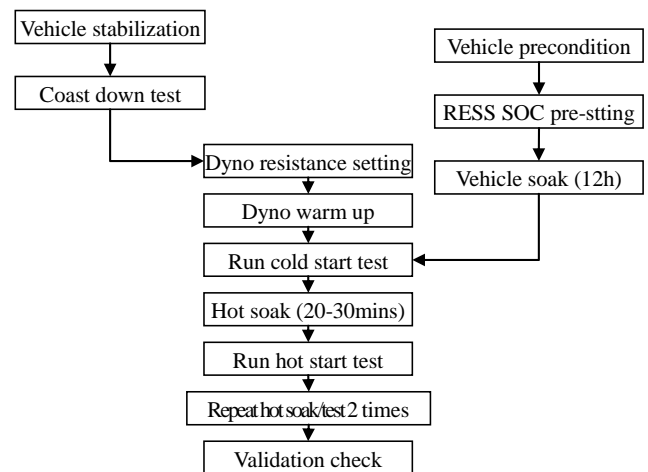 Vehicle stabilization
Coast down test
Vehicle precondition
RESS SOC pre-stting
Vehicle soak (12h)
Dyno resistance setting
Dyno warm up
Run cold start test
Hot soak (20-30mins)
Run hot start test
Repeat hot soak/test 2 times
Validation check